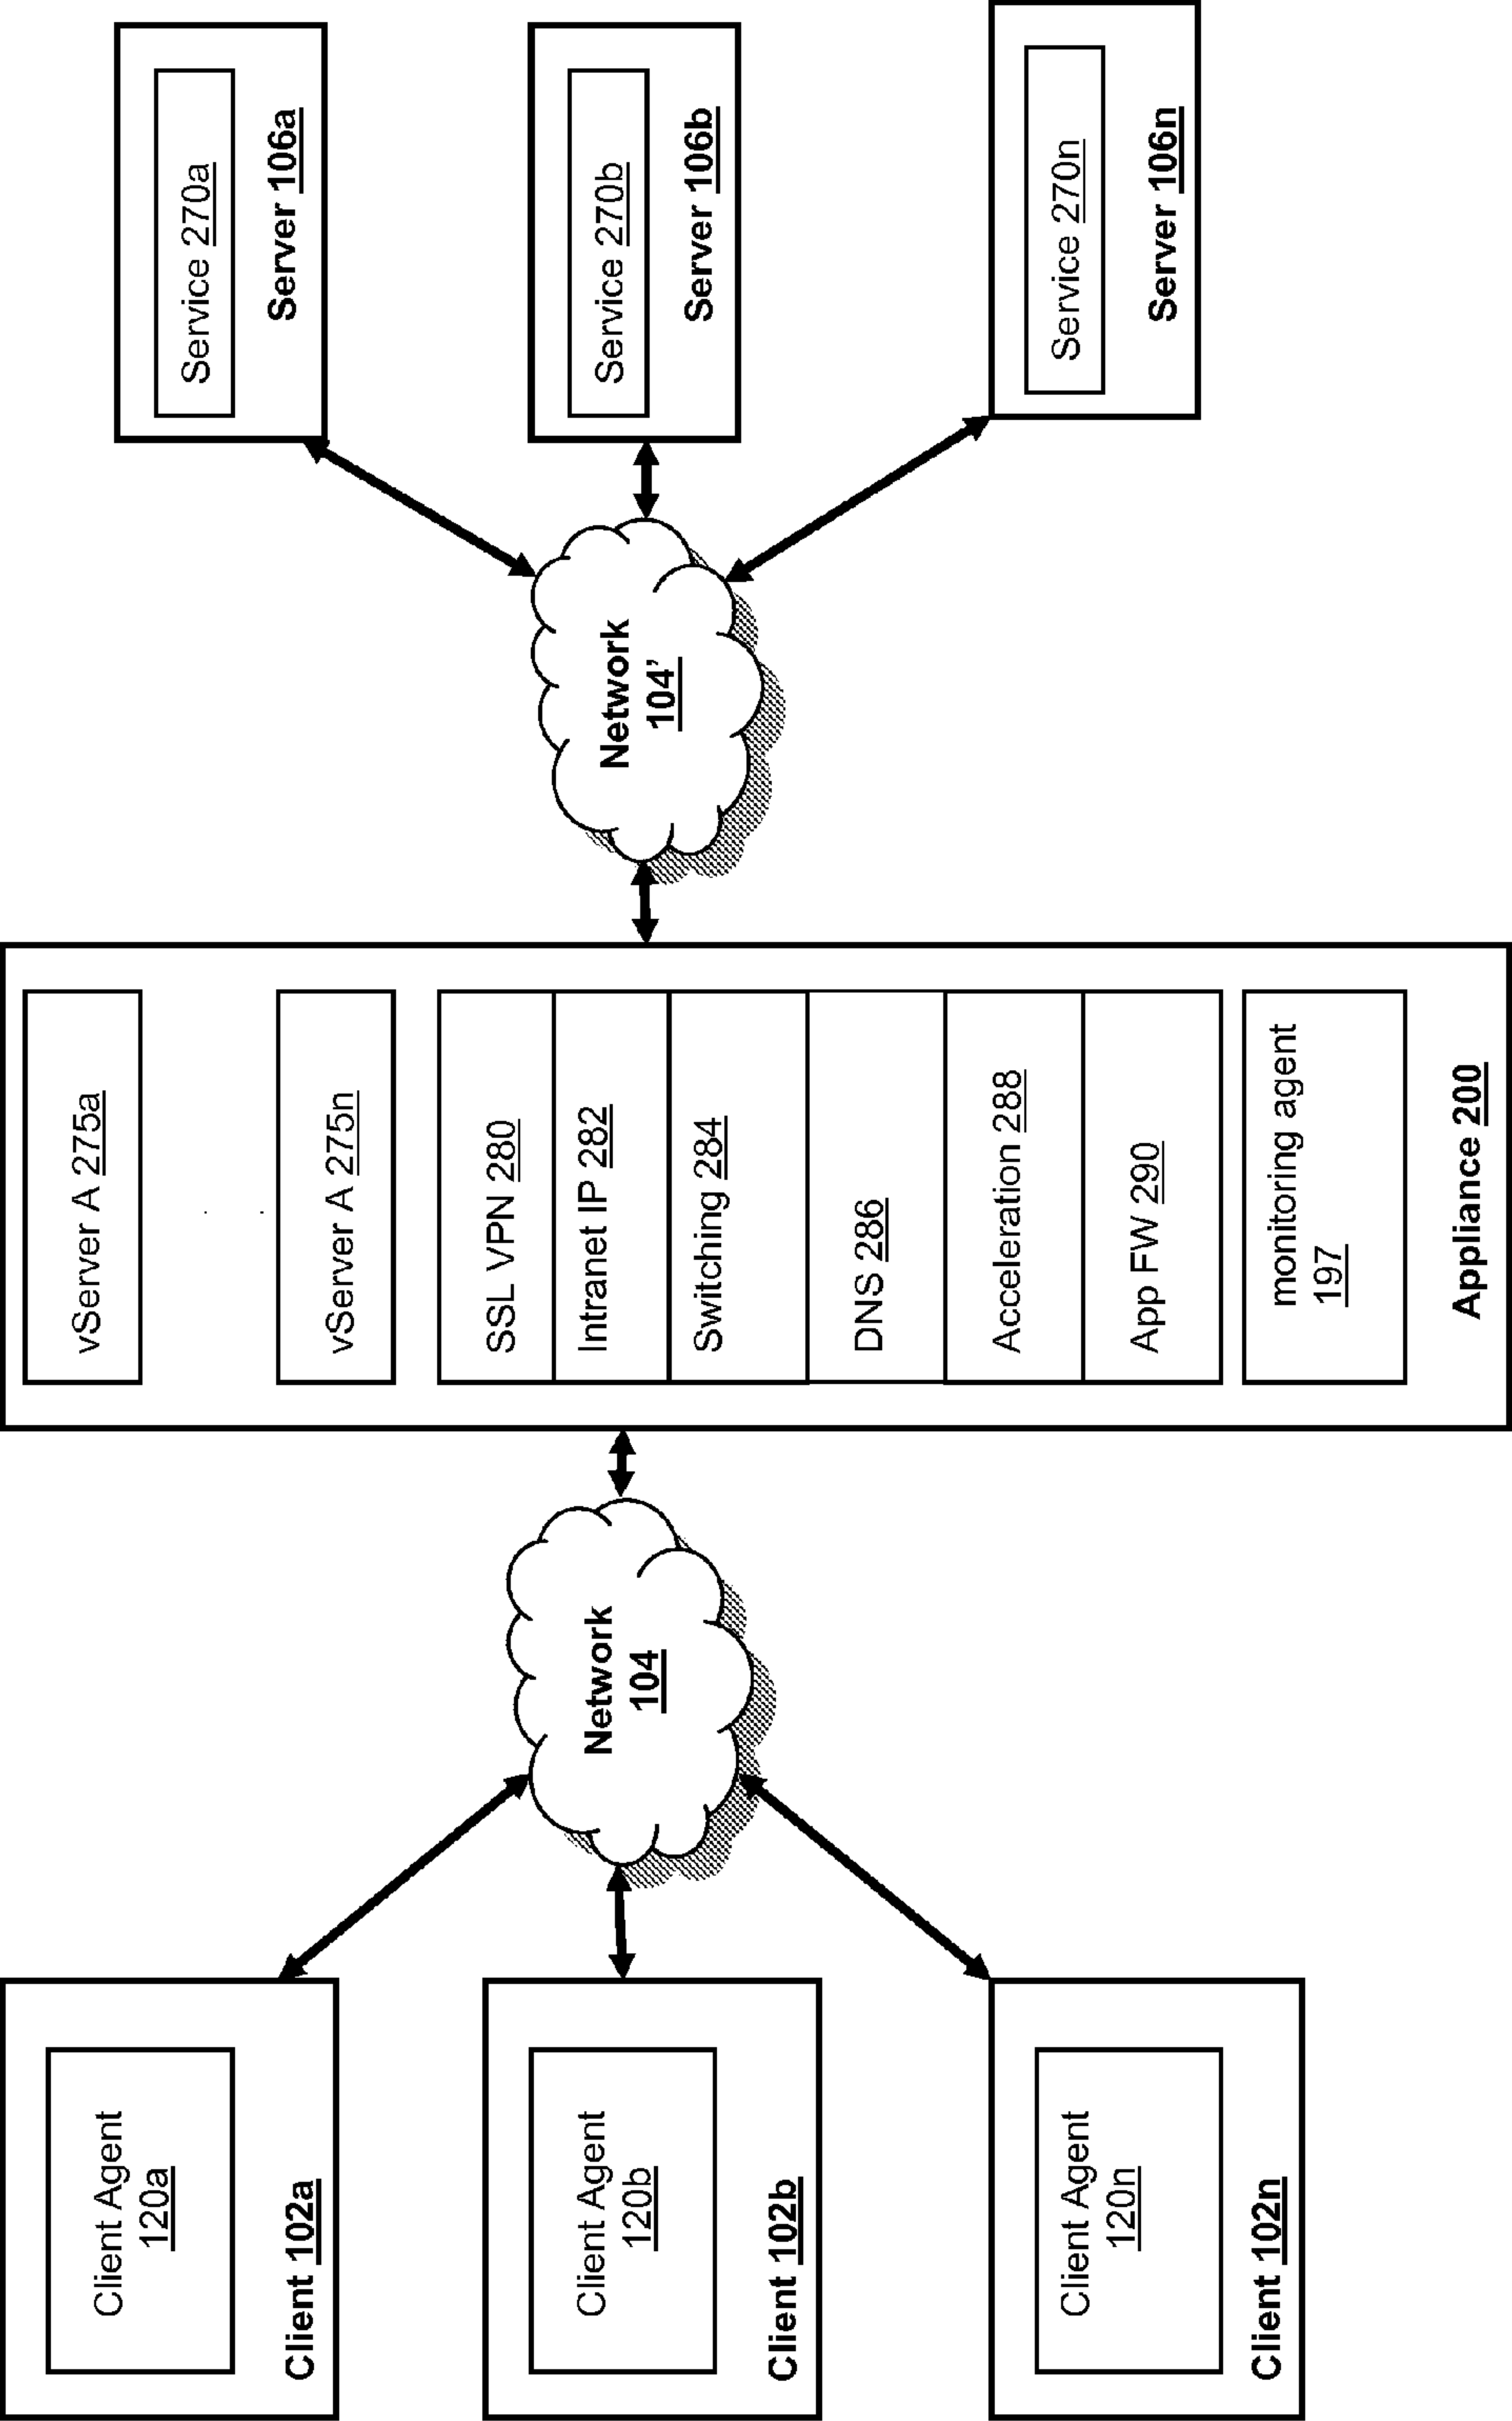 Client Agent
120a
Client 102a
Client Agent
120b
Client 102b
Client Agent
120n
Client 102n
Network
104
vServer A 275a
vServer A 275n
SSL VPN 280
Intranet IP 282
Switching 284
DNS 286
Acceleration 288
App FW 290
monitoring agent
197
Appliance 200
Network
104’
Service 270a
Server 106a
Service 270b
Server 106b
Service 270n
Server 106n